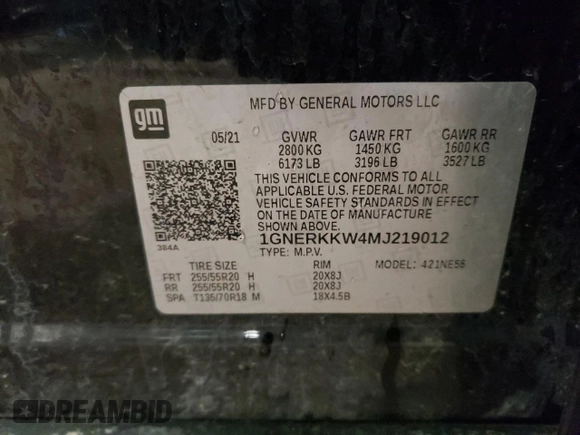 gm
MFD BY GENERAL MOTORS LLC
05/21 GVWR GAWR FRT GAWR RR
2800 KG 1450 KG 1600 KG
6173 LB 3196 LB 3527 LB
THIS VEHICLE CONFORMS TO ALL
APPLICABLE U.S. FEDERAL MOTOR
VEHICLE SAFETY STANDARDS IN EFFECT
ON THE DATE OF MANUFACTURE
SHOWN ABOVE.
1GNERKKW4MJ219012
384A
TYPE: M.P.V. MODEL: 421NE56
TIRE SIZE RIM
FRT 255/55R20 H 20X8J
RR 255/55R20 H 20X8J
SPA T135/70R18 M 18X4.5B
DREAMBID